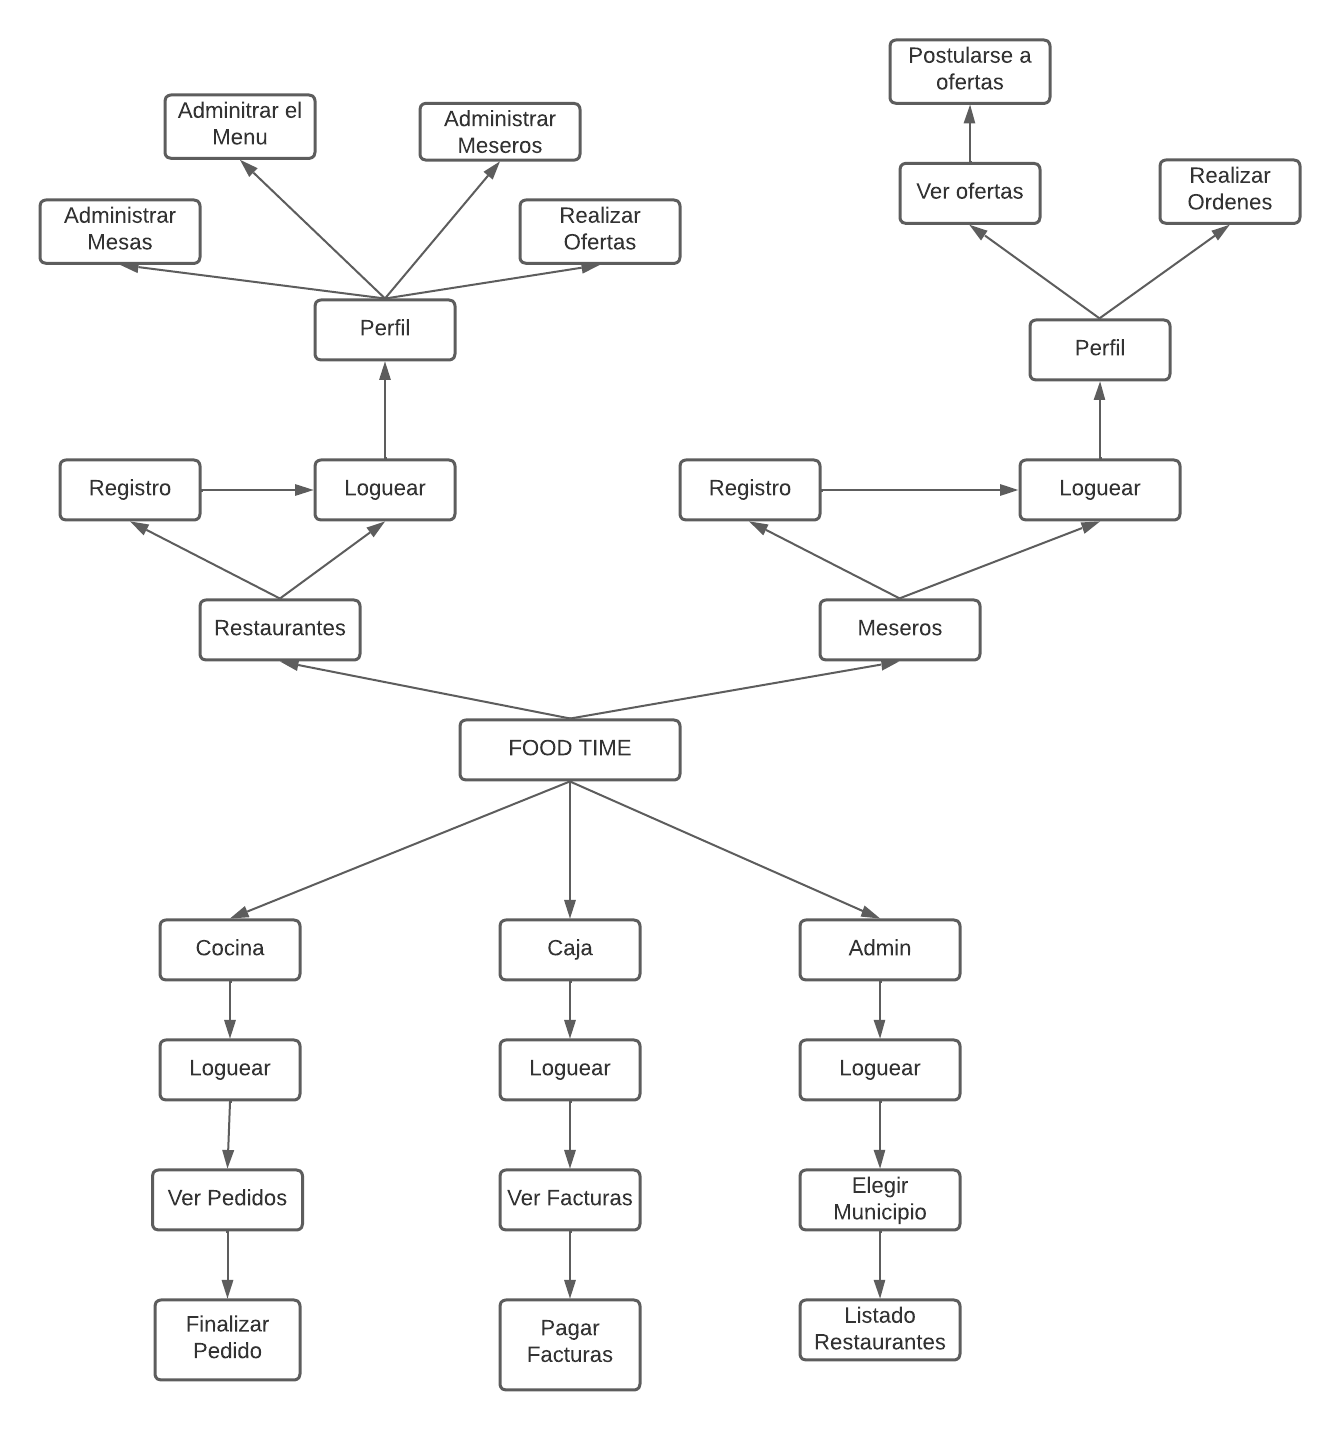 Postularse a
ofertas
Adminitrar el
Menu
Administrar
Meseros
Ver ofertas
Realizar
Ordenes
Administrar
Mesas
Realizar
Ofertas
Perfil
Perfil
Registro
Loguear
Registro
Loguear
Restaurantes
Meseros
FOOD TIME
Cocina
Caja
Admin
Loguear
Loguear
Loguear
Ver Pedidos
Ver Facturas
Elegir
Municipio
Finalizar
Pedido
Pagar
Facturas
Listado
Restaurantes